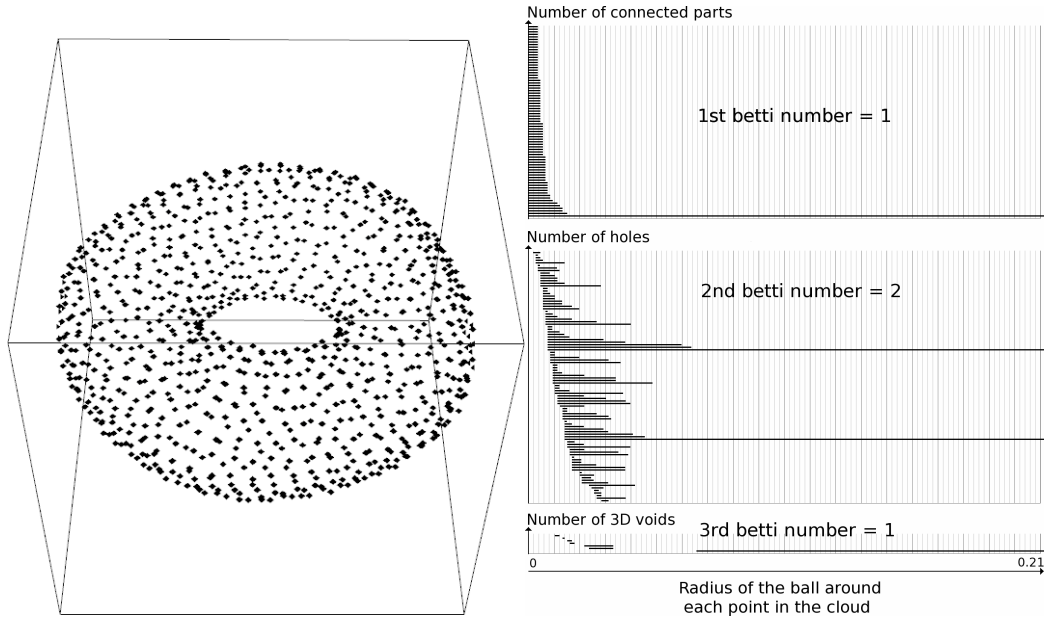 Number of connected parts
1st betti number = 1
Number of holes
2nd betti number = 2
Number of 3D voids
3rd betti number = 1
0
0.21
Radius of the ball around
each point in the cloud